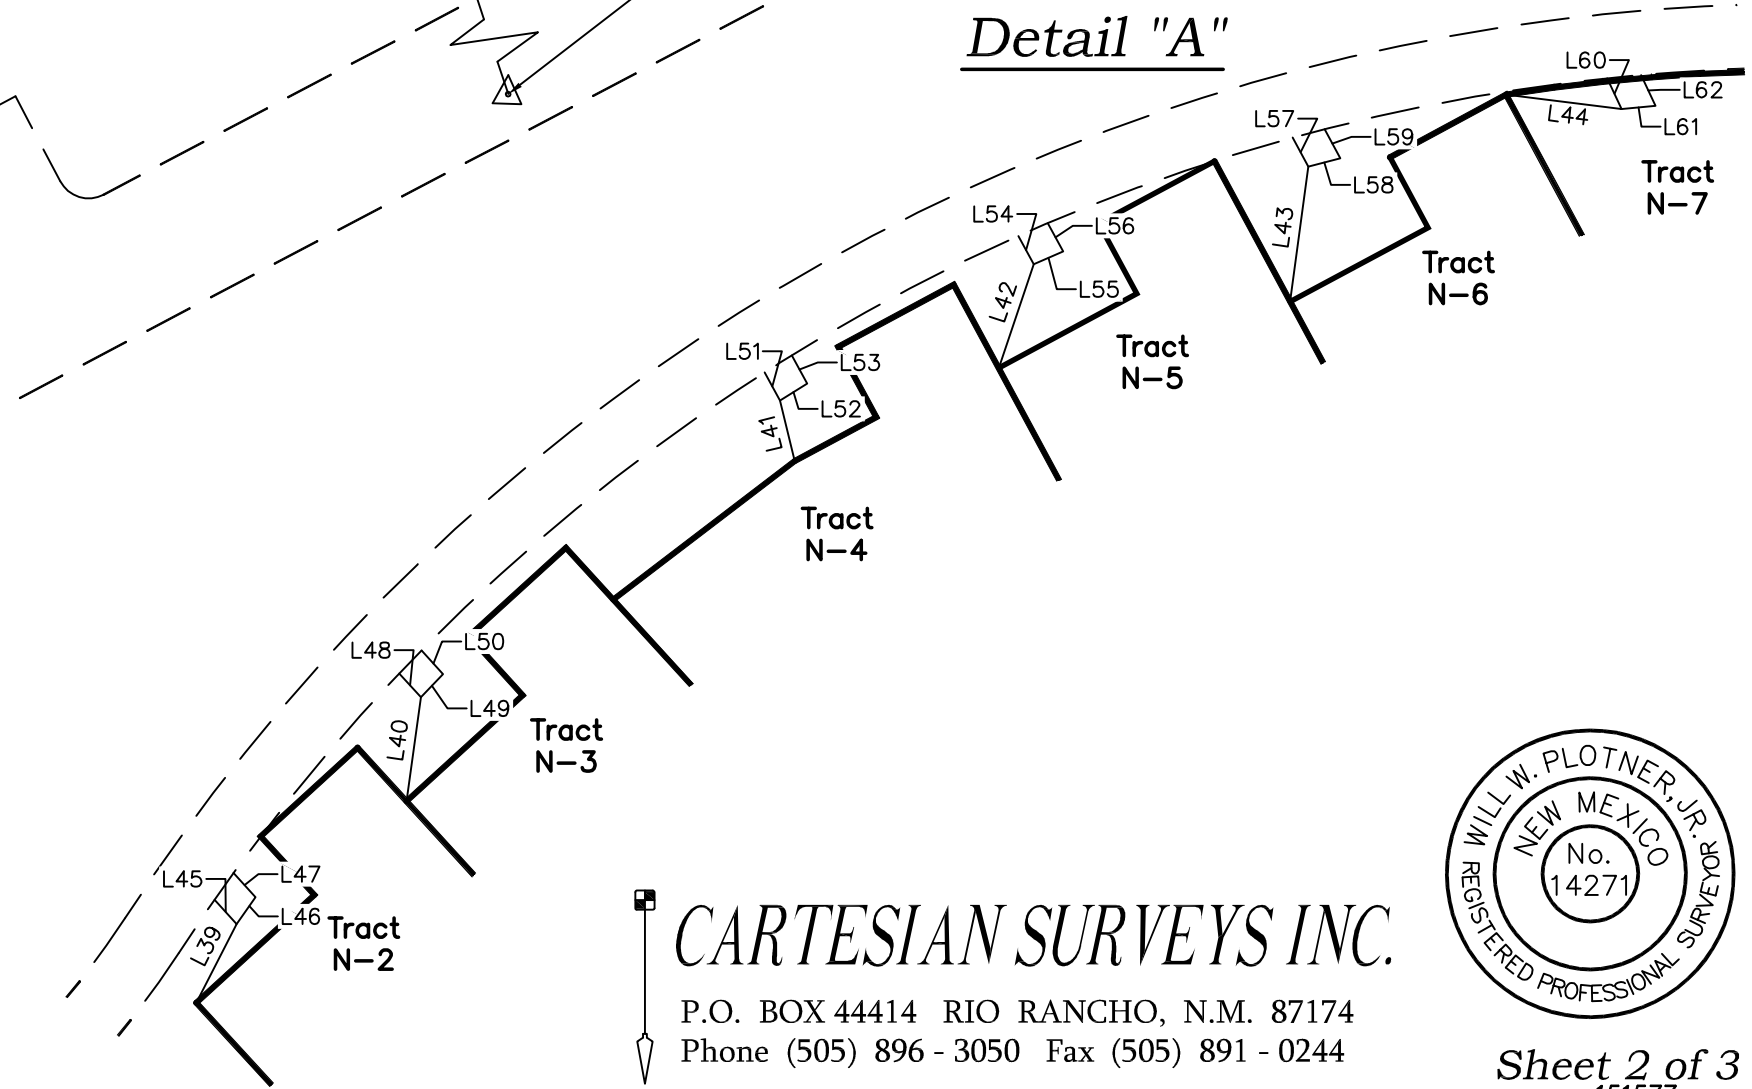 Detail "A"
L60
L62
L44
L61
L57
L59
L58
Tract
N-7
L54
L56
L43
L55
L42
Tract
N-6
L51
L53
L52
L41
Tract
N-5
Tract
N-4
L48
L50
L49
L40
Tract
N-3
L45
L47
L46
L39
Tract
N-2
WILL W. PLOTNER, JR.
NEW MEXICO
No.
14271
REGISTERED PROFESSIONAL SURVEYOR
CARTESIAN SURVEYS INC.
P.O. BOX 44414 RIO RANCHO, N.M. 87174
Phone (505) 896 - 3050 Fax (505) 891 - 0244
Sheet 2 of 3